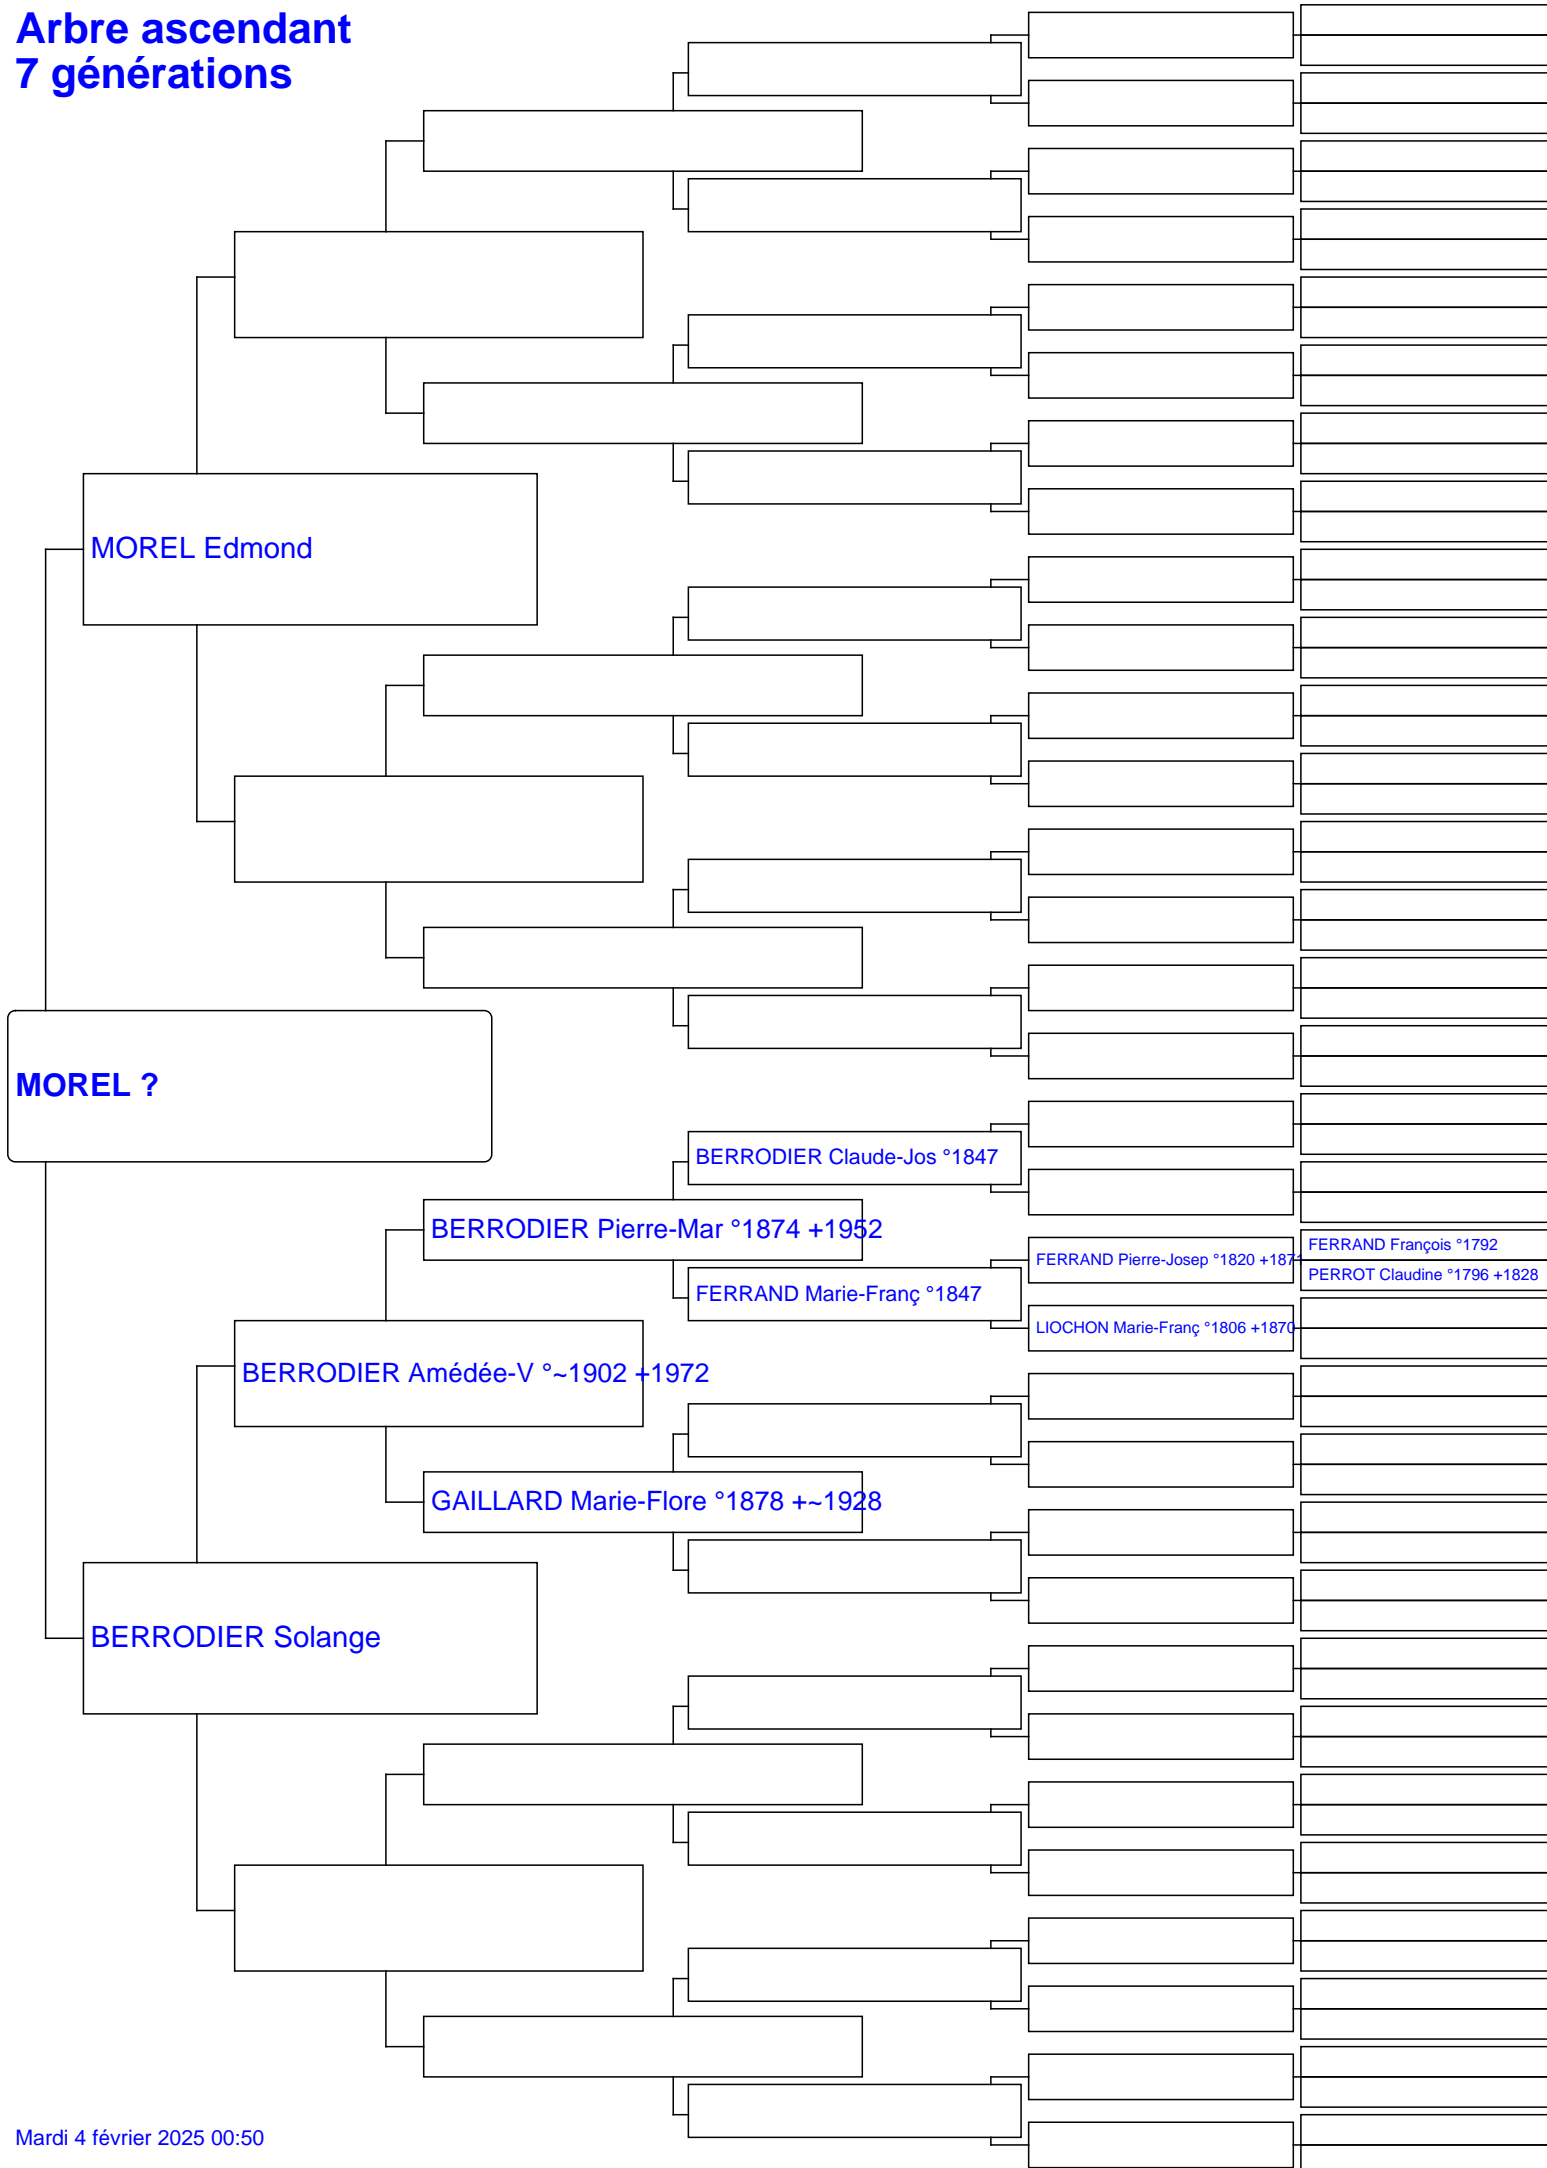 Arbre ascendant
7 générations
MOREL Edmond
MOREL ?
BERRODIER Claude-Jos °1847
BERRODIER Pierre-Mar °1874 +1952
FERRAND François °1792
FERRAND Pierre-Josep °1820 +1871
PERROT Claudine °1796 +1828
FERRAND Marie-Franç °1847
LIOCHON Marie-Franç °1806 +1870
BERRODIER Amédée-V °~1902 +1972
GAILLARD Marie-Flore °1878 +~1928
BERRODIER Solange
Mardi 4 février 2025 00:50